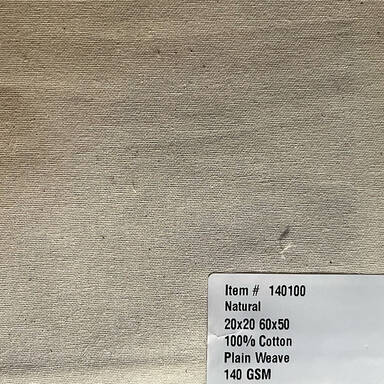 Item # 140100
Natural
20x20 60x50
100% Cotton
Plain Weave
140 GSM